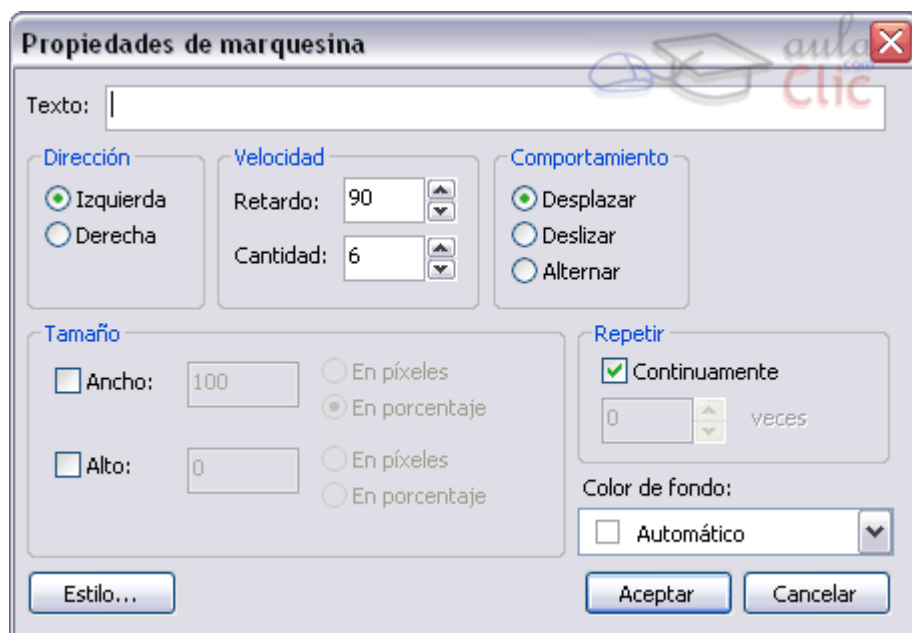 Propiedades de marquesina
aula
.com
Clic
Texto:
Dirección
Izquierda
Derecha
Velocidad
Retardo: 90
Cantidad: 6
Comportamiento
Desplazar
Deslizar
Alternar
Tamaño
Ancho: 100
En píxeles
En porcentaje
Alto: 0
En píxeles
En porcentaje
Repetir
Continuamente
0 veces
Color de fondo:
Automático
Estilo...
Aceptar
Cancelar